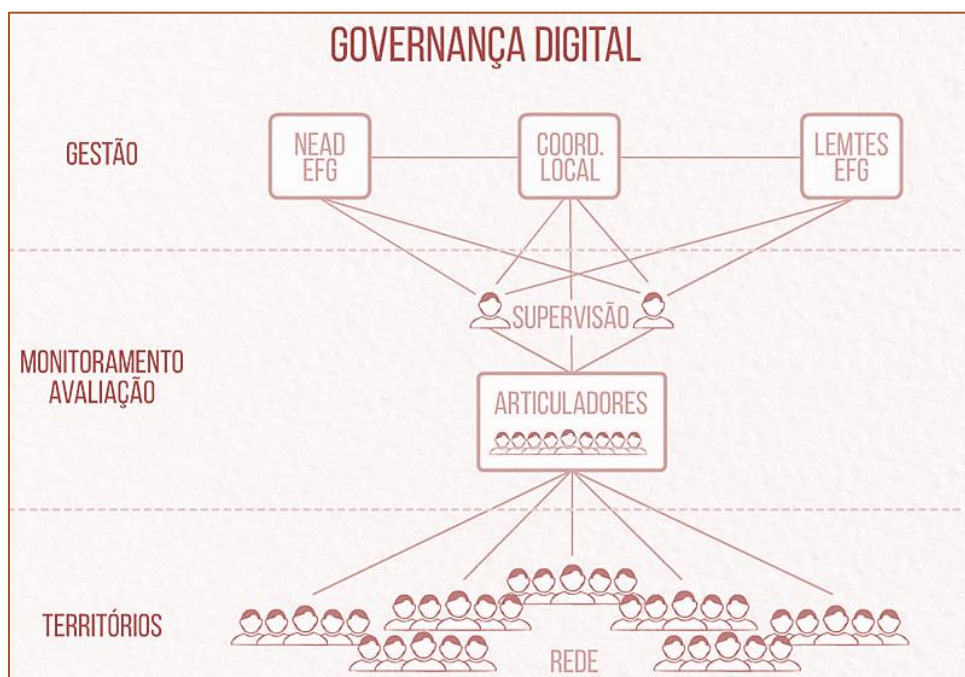 GOVERNANÇA DIGITAL
GESTÃO
NEAD
EFG
COORD.
LOCAL
LEMTES
EFG
SUPERVISÃO
MONITORAMENTO
AVALIAÇÃO
ARTICULADORES
TERRITÓRIOS
REDE